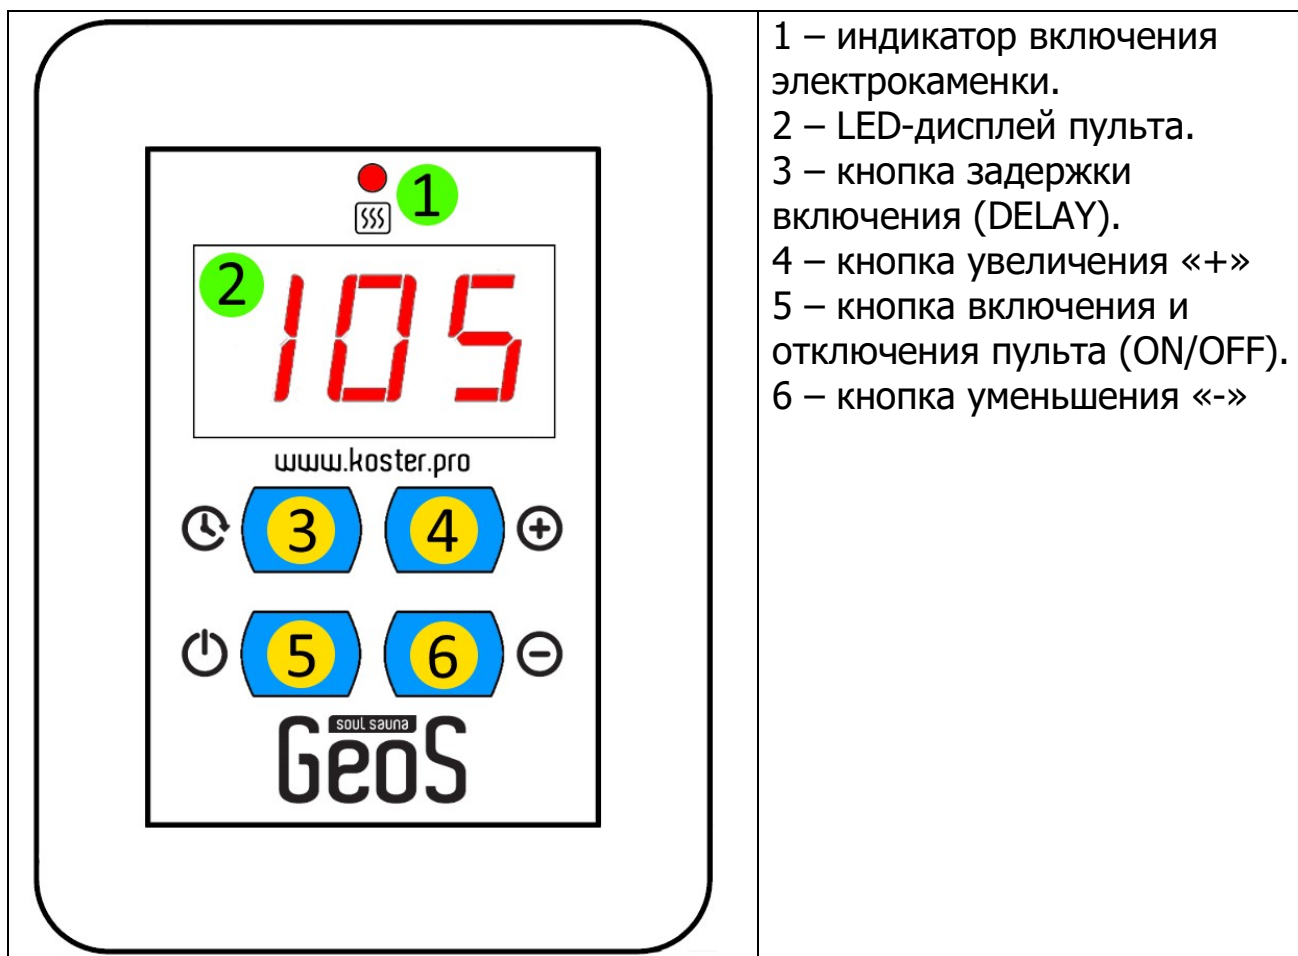 1
2
105
www.koster.pro
3 4
5 6
soul sauna
GeoS
1 – индикатор включения
электрокаменки.
2 – LED-дисплей пульта.
3 – кнопка задержки
включения (DELAY).
4 – кнопка увеличения «+»
5 – кнопка включения и
отключения пульта (ON/OFF).
6 – кнопка уменьшения «-»